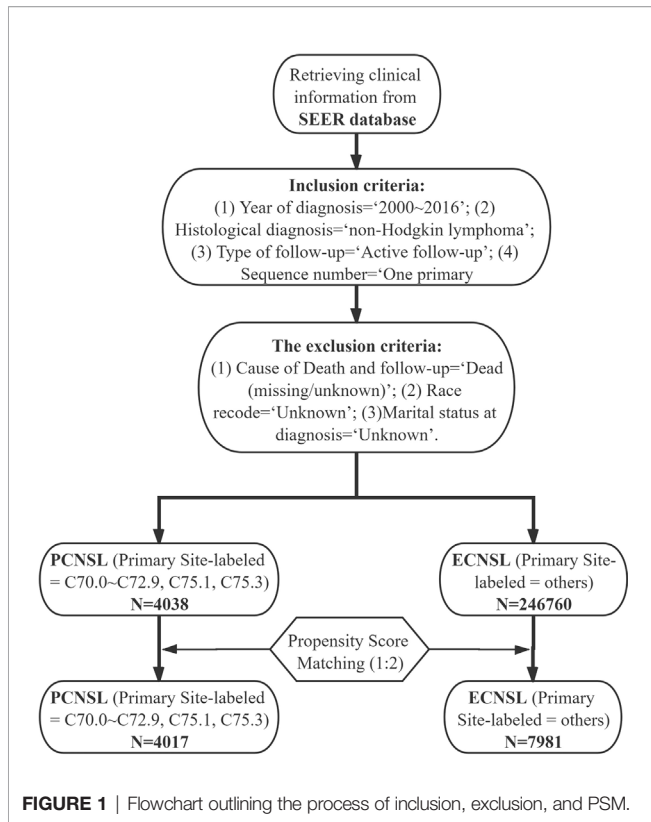 Retrieving clinical
information from
SEER database
Inclusion criteria:
(1) Year of diagnosis=‘2000~2016’; (2)
Histological diagnosis=‘non-Hodgkin lymphoma’;
(3) Type of follow-up=‘Active follow-up’; (4)
Sequence number=‘One primary
The exclusion criteria:
(1) Cause of Death and follow-up=‘Dead
(missing/unknown)’; (2) Race
recode=‘Unknown’; (3)Marital status at
diagnosis=‘Unknown’.
PCNSL (Primary Site-labeled
= C70.0~C72.9, C75.1, C75.3)
N=4038
ECNSL (Primary Site-
labeled = others)
N=246760
Propensity Score
Matching (1:2)
PCNSL (Primary Site-labeled
= C70.0~C72.9, C75.1, C75.3)
N=4017
ECNSL (Primary
Site-labeled = others)
N=7981
FIGURE 1 | Flowchart outlining the process of inclusion, exclusion, and PSM.